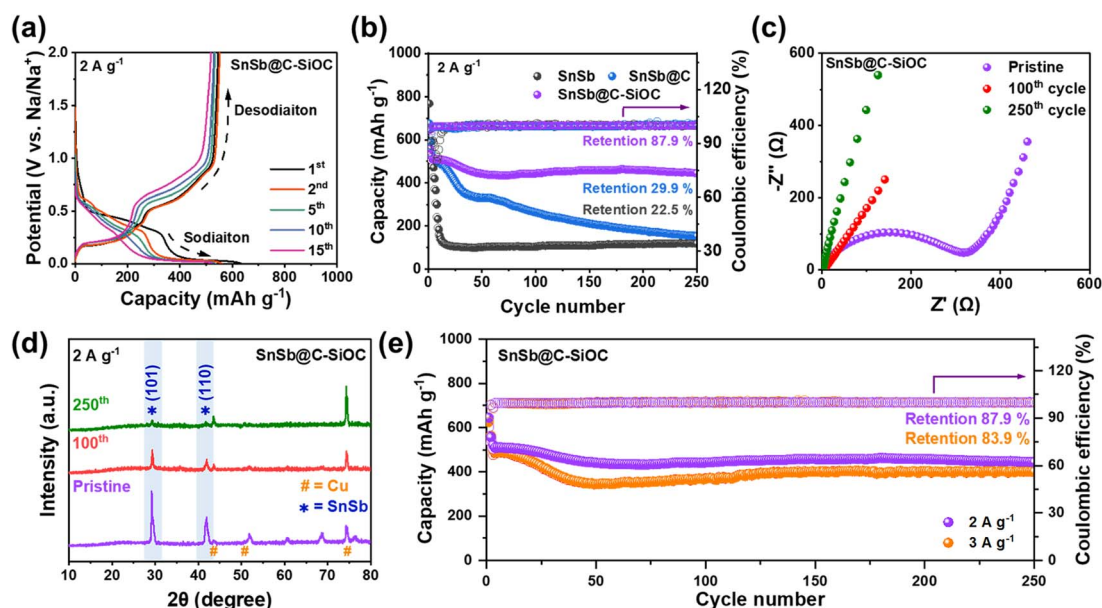 (a)
2 A g⁻¹
SnSb@C-SiOC
Desodiaiton
1ˢᵗ
2ⁿᵈ
5ᵗʰ
10ᵗʰ
15ᵗʰ
Sodiaiton
Potential (V vs. Na/Na⁺)
2.0
1.5
1.0
0.5
0.0
0 200 400 600 800 1000
Capacity (mAh g⁻¹)
(b)
2 A g⁻¹
SnSb
SnSb@C
SnSb@C-SiOC
Retention 87.9 %
Retention 29.9 %
Retention 22.5 %
Capacity (mAh g⁻¹)
1000
800
600
400
200
0
0 50 100 150 200 250
Cycle number
120
90
60
30
Coulombic efficiency (%)
(c)
SnSb@C-SiOC
Pristine
100ᵗʰ cycle
250ᵗʰ cycle
-Z'' (Ω)
600
400
200
0
0 200 400 600
Z' (Ω)
(d)
2 A g⁻¹
SnSb@C-SiOC
* (101)
* (110)
250ᵗʰ
100ᵗʰ
Pristine
# = Cu
* = SnSb
# # #
Intensity (a.u.)
10 20 30 40 50 60 70 80
2θ (degree)
(e)
SnSb@C-SiOC
Retention 87.9 %
Retention 83.9 %
2 A g⁻¹
3 A g⁻¹
Capacity (mAh g⁻¹)
1000
800
600
400
200
0
0 50 100 150 200 250
Cycle number
120
90
60
30
0
Coulombic efficiency (%)